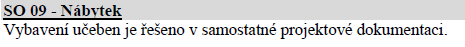 SO 09 - Nábytek
Vybavení učeben je řešeno v samostatné projektové dokumentaci.